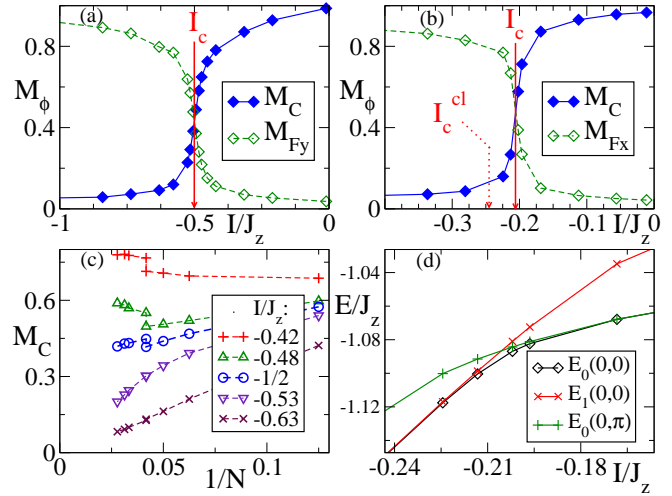 (a)
I_c
0.8
M_ϕ
0.4
0
M_C
M_Fy
-1
-0.5
0
I/J_z
(b)
I_c
0.8
M_ϕ
0.4
0
I_c^cl
M_C
M_Fx
-0.3
-0.2
-0.1
0
I/J_z
(c)
0.6
M_C
0.3
0
I/J_z:
-0.42
-0.48
-1/2
-0.53
-0.63
0
0.05
0.1
1/N
(d)
E/J_z
-1.04
-1.08
-1.12
E_0(0,0)
E_1(0,0)
E_0(0,π)
-0.24
-0.21
-0.18
I/J_z